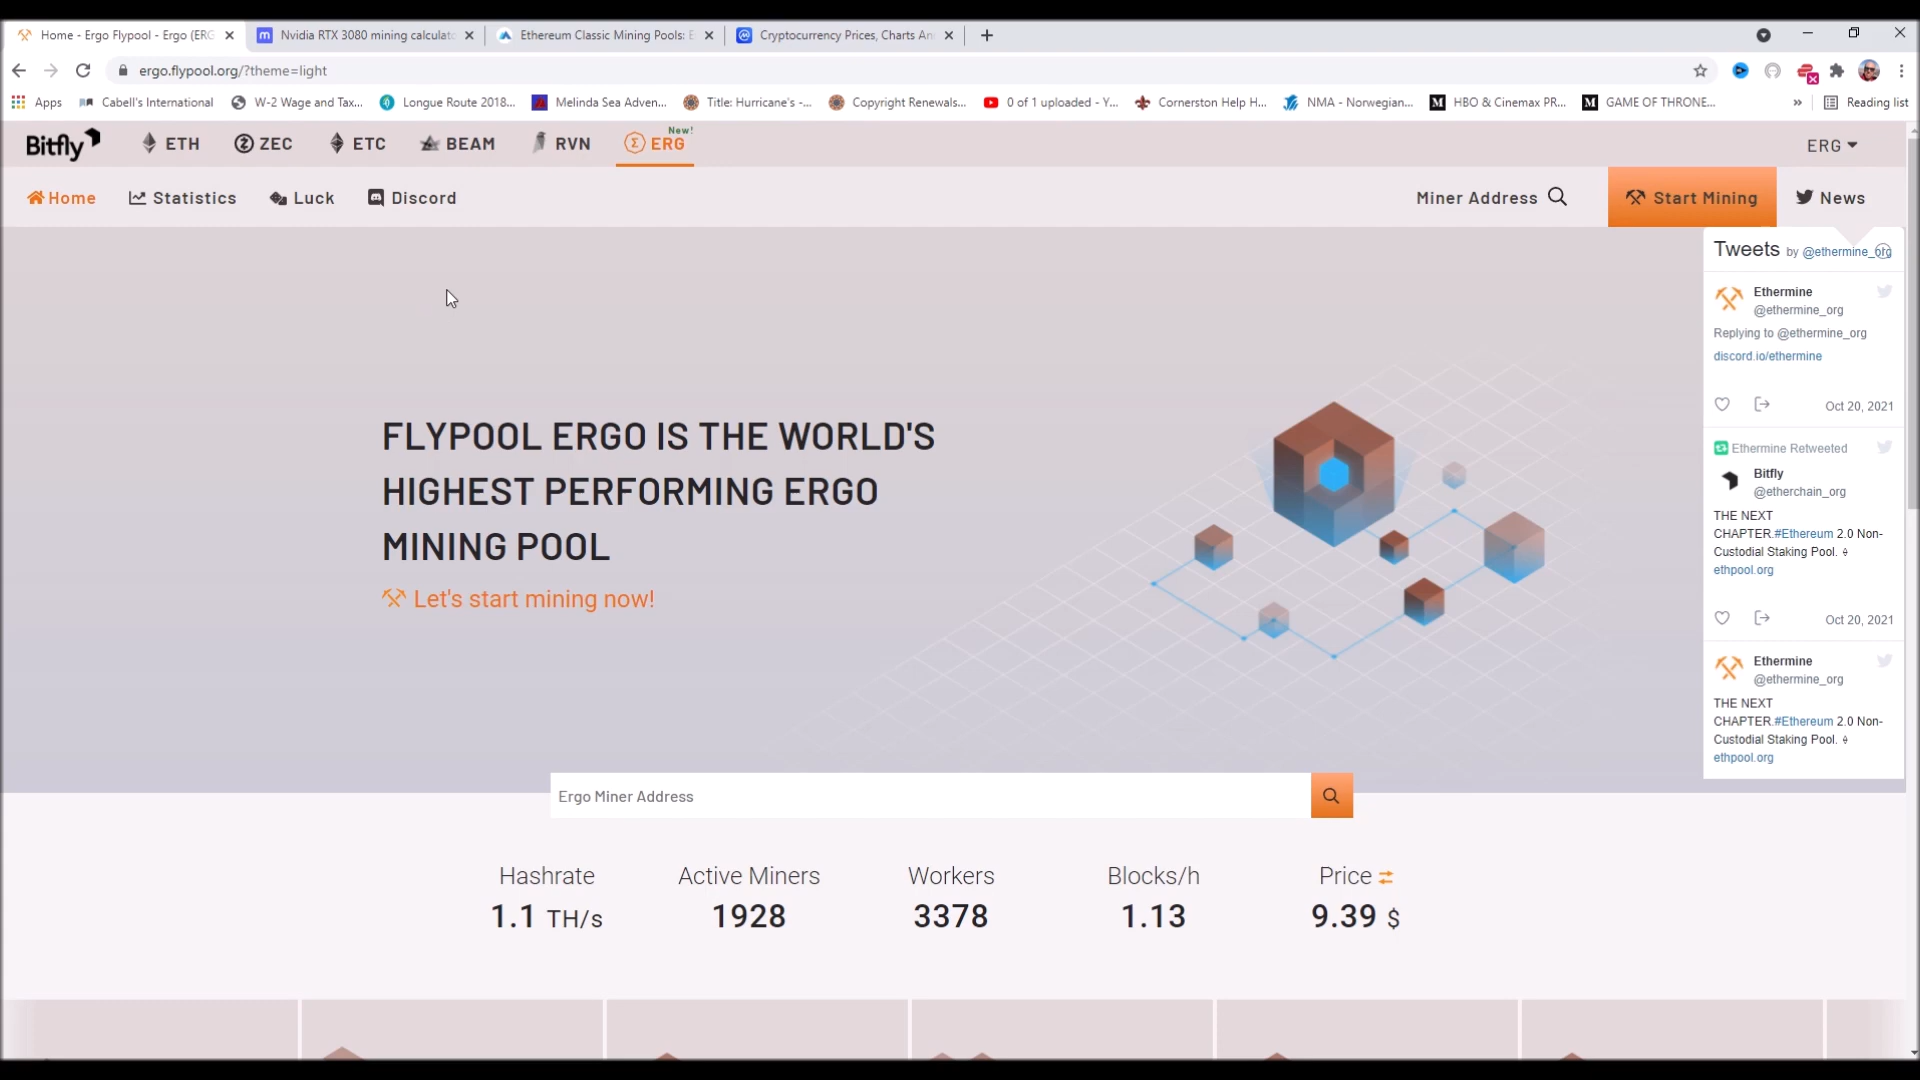 Home - Ergo Flypool - Ergo (ERG
Nvidia RTX 3080 mining calculato
Ethereum Classic Mining Pools: E
Cryptocurrency Prices, Charts An
ergo.flypool.org/?theme=light
Apps
Cabell's International
W-2 Wage and Tax...
Longue Route 2018...
Melinda Sea Adven...
Title: Hurricane's -...
Copyright Renewals...
0 of 1 uploaded - Y...
Cornerston Help H...
NMA - Norwegian...
HBO & Cinemax PR...
GAME OF THRONE...
»
Reading list
Bitfly
ETH
ZEC
ETC
BEAM
RVN
ERG
New!
ERG
Home
Statistics
Luck
Discord
Miner Address
Start Mining
News
Tweets by @ethermine_org
Ethermine
@ethermine_org
Replying to @ethermine_org
discord.io/ethermine
Oct 20, 2021
Ethermine Retweeted
Bitfly
@etherchain_org
THE NEXT
CHAPTER.#Ethereum 2.0 Non-
Custodial Staking Pool.
ethpool.org
Oct 20, 2021
Ethermine
@ethermine_org
THE NEXT
CHAPTER.#Ethereum 2.0 Non-
Custodial Staking Pool.
ethpool.org
FLYPOOL ERGO IS THE WORLD'S
HIGHEST PERFORMING ERGO
MINING POOL
Let's start mining now!
Ergo Miner Address
Hashrate
1.1 TH/s
Active Miners
1928
Workers
3378
Blocks/h
1.13
Price
9.39 $